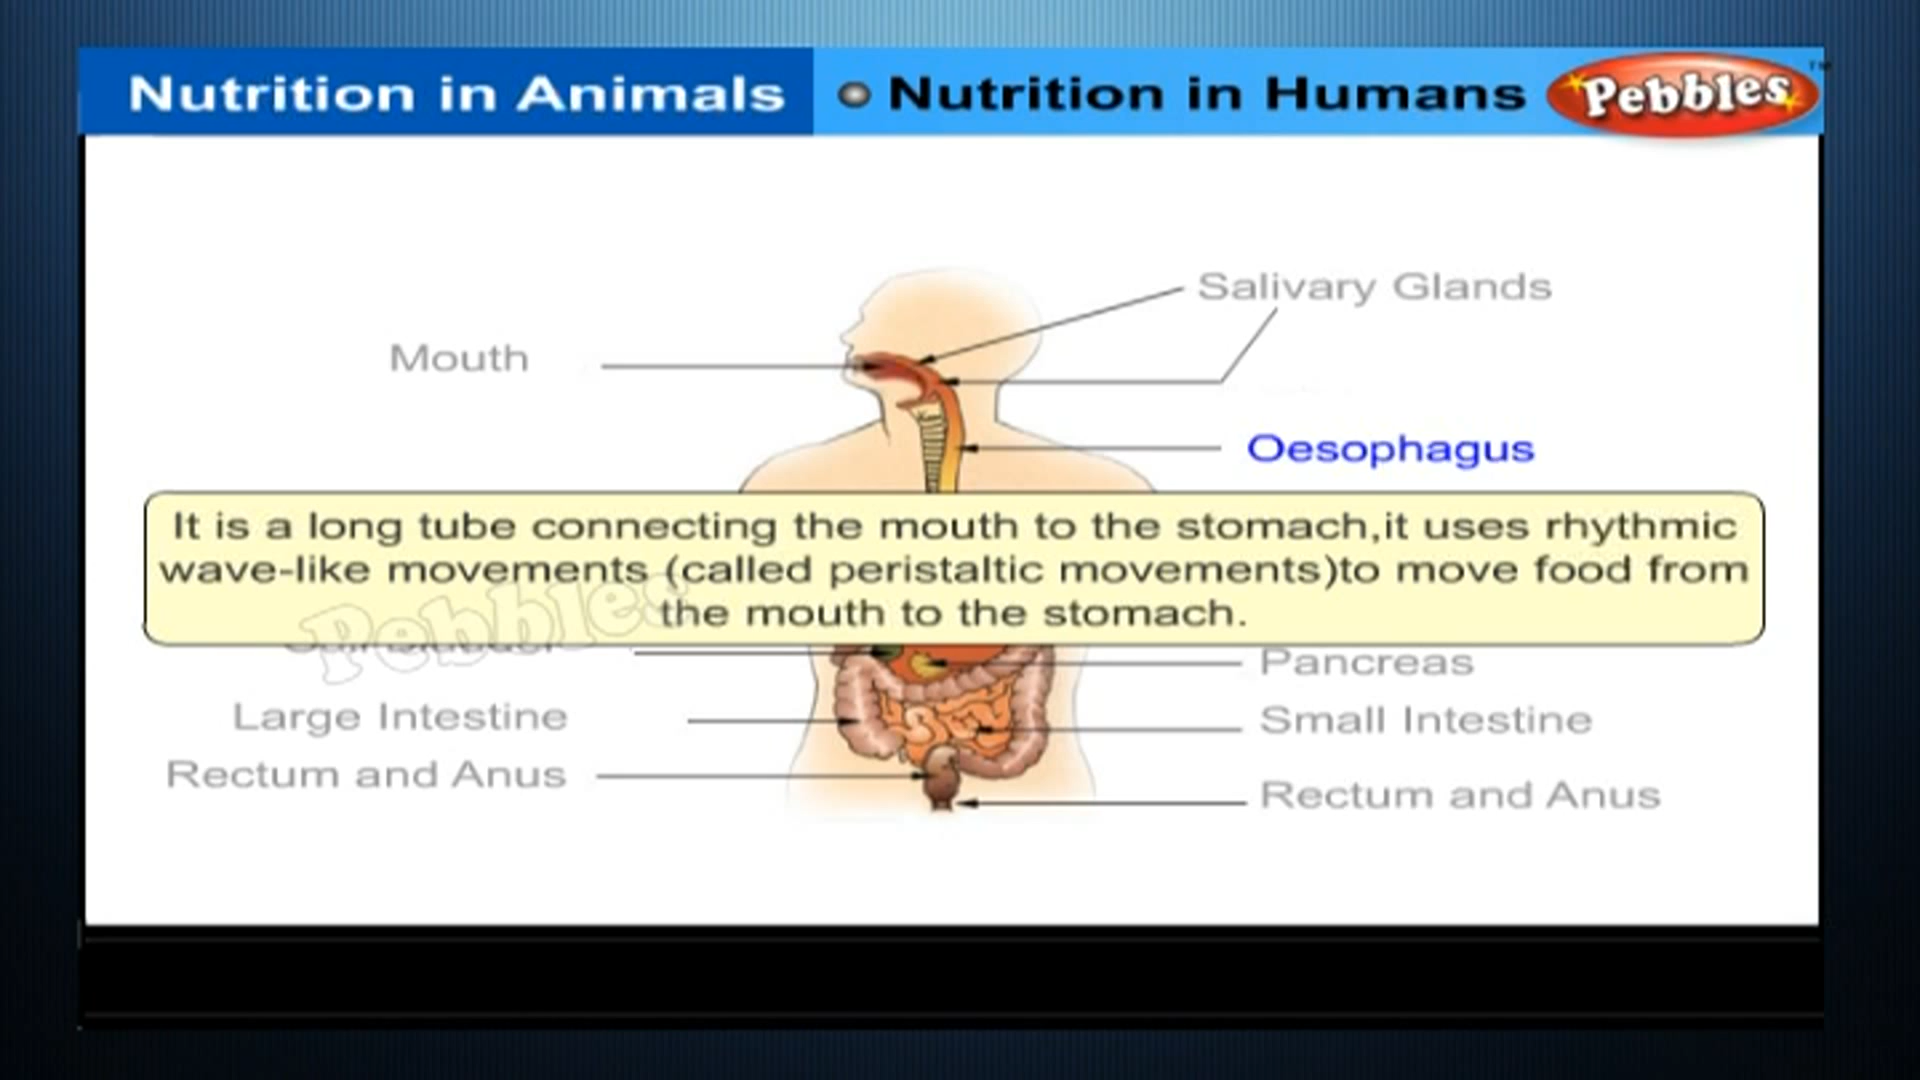 Nutrition in Animals
Nutrition in Humans
Pebbles
TM
Salivary Glands
Mouth
Oesophagus
It is a long tube connecting the mouth to the stomach,it uses rhythmic
wave-like movements (called peristaltic movements)to move food from
the mouth to the stomach.
Pebbles
Pancreas
Large Intestine
Small Intestine
Rectum and Anus
Rectum and Anus